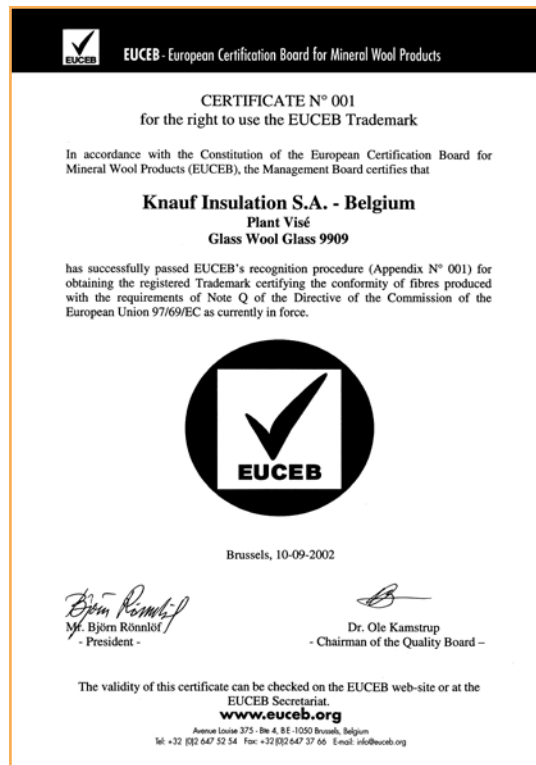 EUCEB
EUCEB - European Certification Board for Mineral Wool Products
CERTIFICATE N° 001
for the right to use the EUCEB Trademark
In accordance with the Constitution of the European Certification Board for
Mineral Wool Products (EUCEB), the Management Board certifies that
Knauf Insulation S.A. - Belgium
Plant Visé
Glass Wool Glass 9909
has successfully passed EUCEB's recognition procedure (Appendix N° 001) for
obtaining the registered Trademark certifying the conformity of fibres produced
with the requirements of Note Q of the Directive of the Commission of the
European Union 97/69/EC as currently in force.
EUCEB
Brussels, 10-09-2002
Björn Rönnlöf
Mr. Björn Rönnlöf
- President -
Dr. Ole Kamstrup
- Chairman of the Quality Board –
The validity of this certificate can be checked on the EUCEB web-site or at the
EUCEB Secretariat.
www.euceb.org
Avenue Louise 375 - Bte 4, B E -1050 Brussels, Belgium
Tel: +32 (0)2 647 52 54 Fax: +32(0)2 647 37 66 E-mail: info@euceb.org